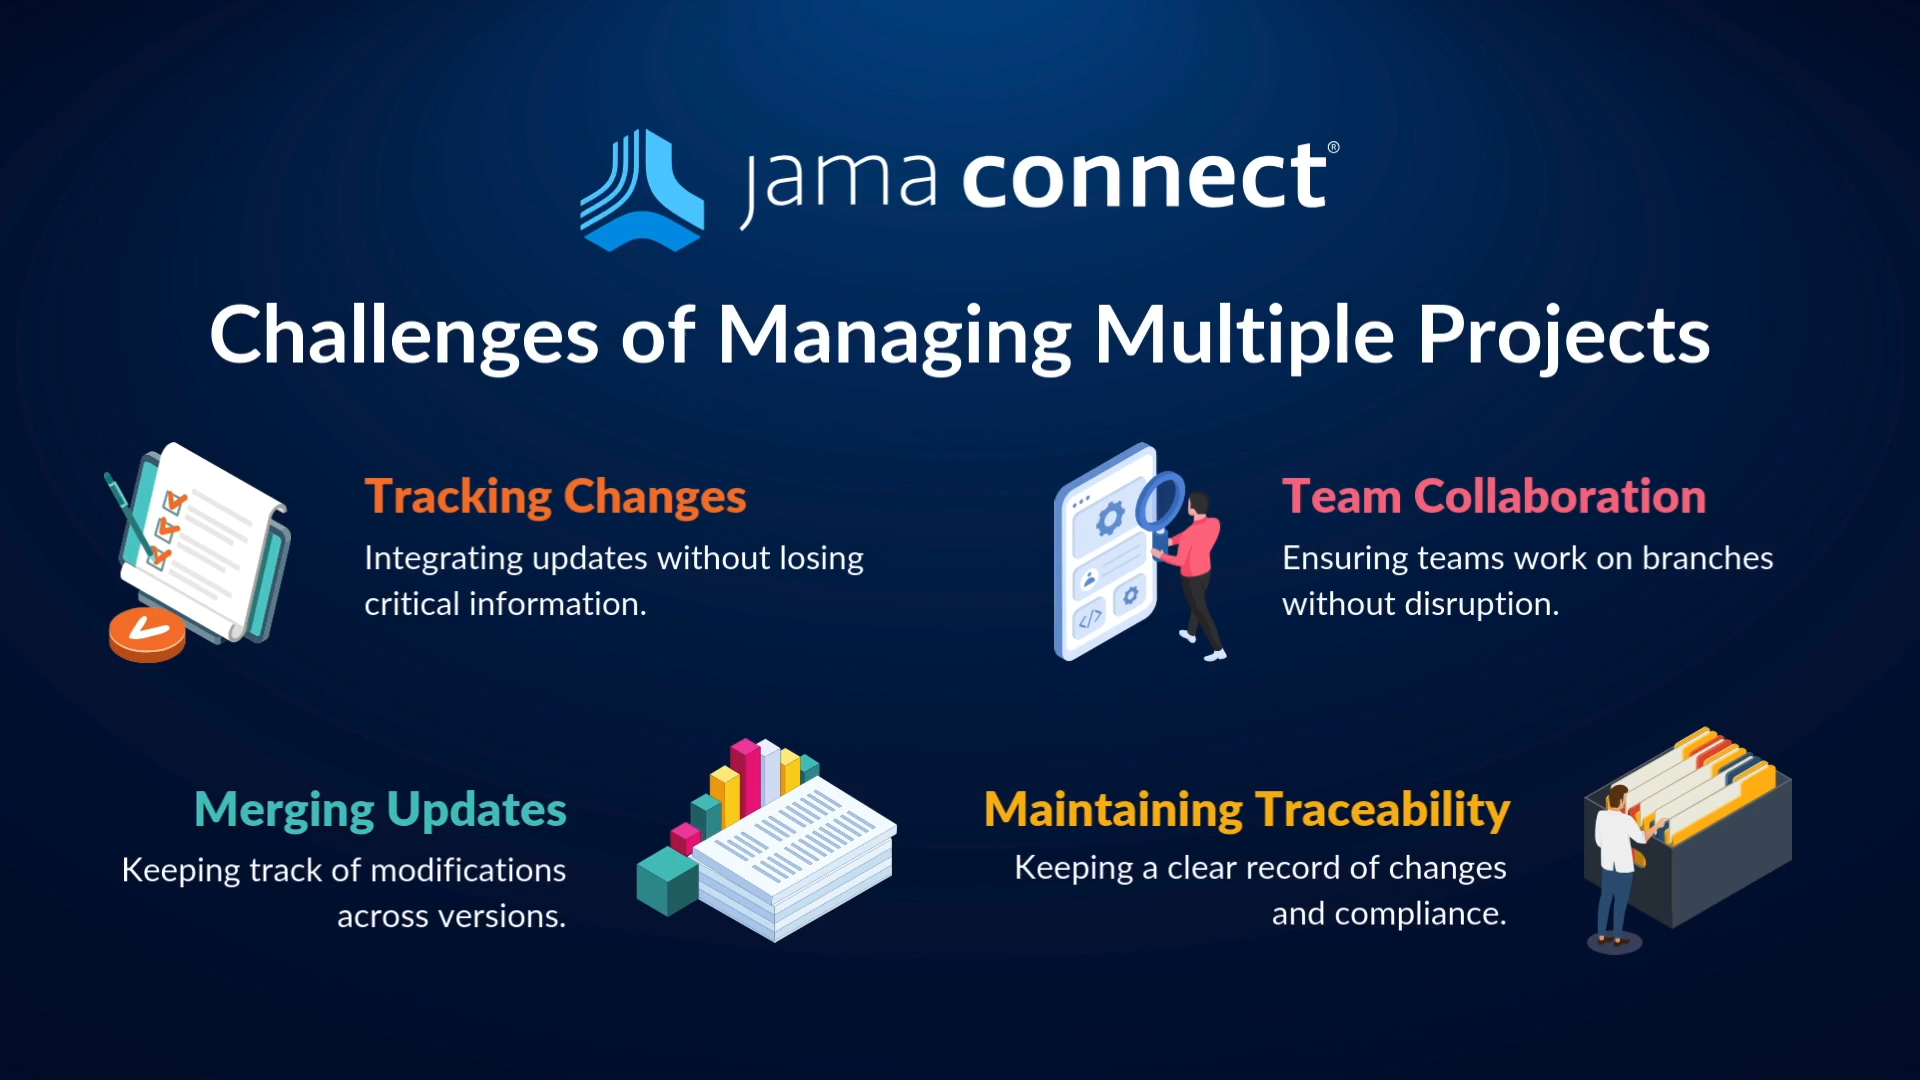 jama connect®
Challenges of Managing Multiple Projects
Tracking Changes
Integrating updates without losing
critical information.
Team Collaboration
Ensuring teams work on branches
without disruption.
Merging Updates
Keeping track of modifications
across versions.
Maintaining Traceability
Keeping a clear record of changes
and compliance.